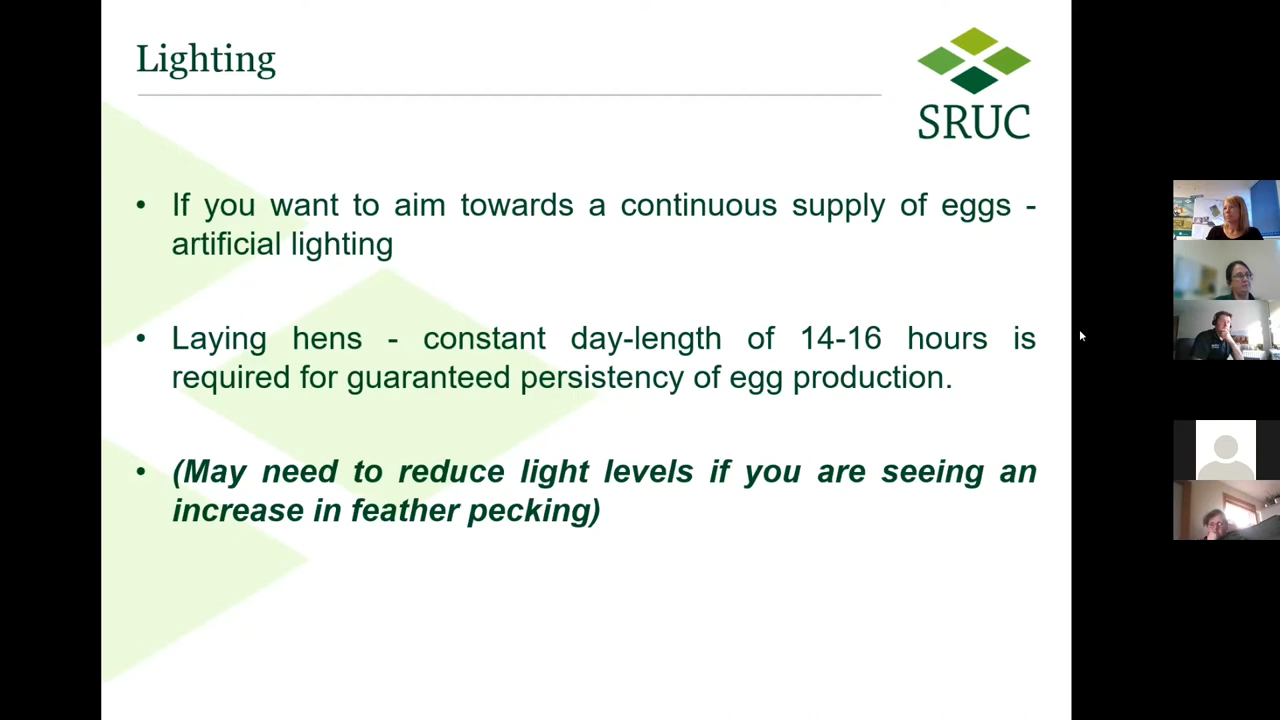 Lighting
SRUC
• If you want to aim towards a continuous supply of eggs -
artificial lighting
• Laying hens - constant day-length of 14-16 hours is
required for guaranteed persistency of egg production.
• (May need to reduce light levels if you are seeing an
increase in feather pecking)